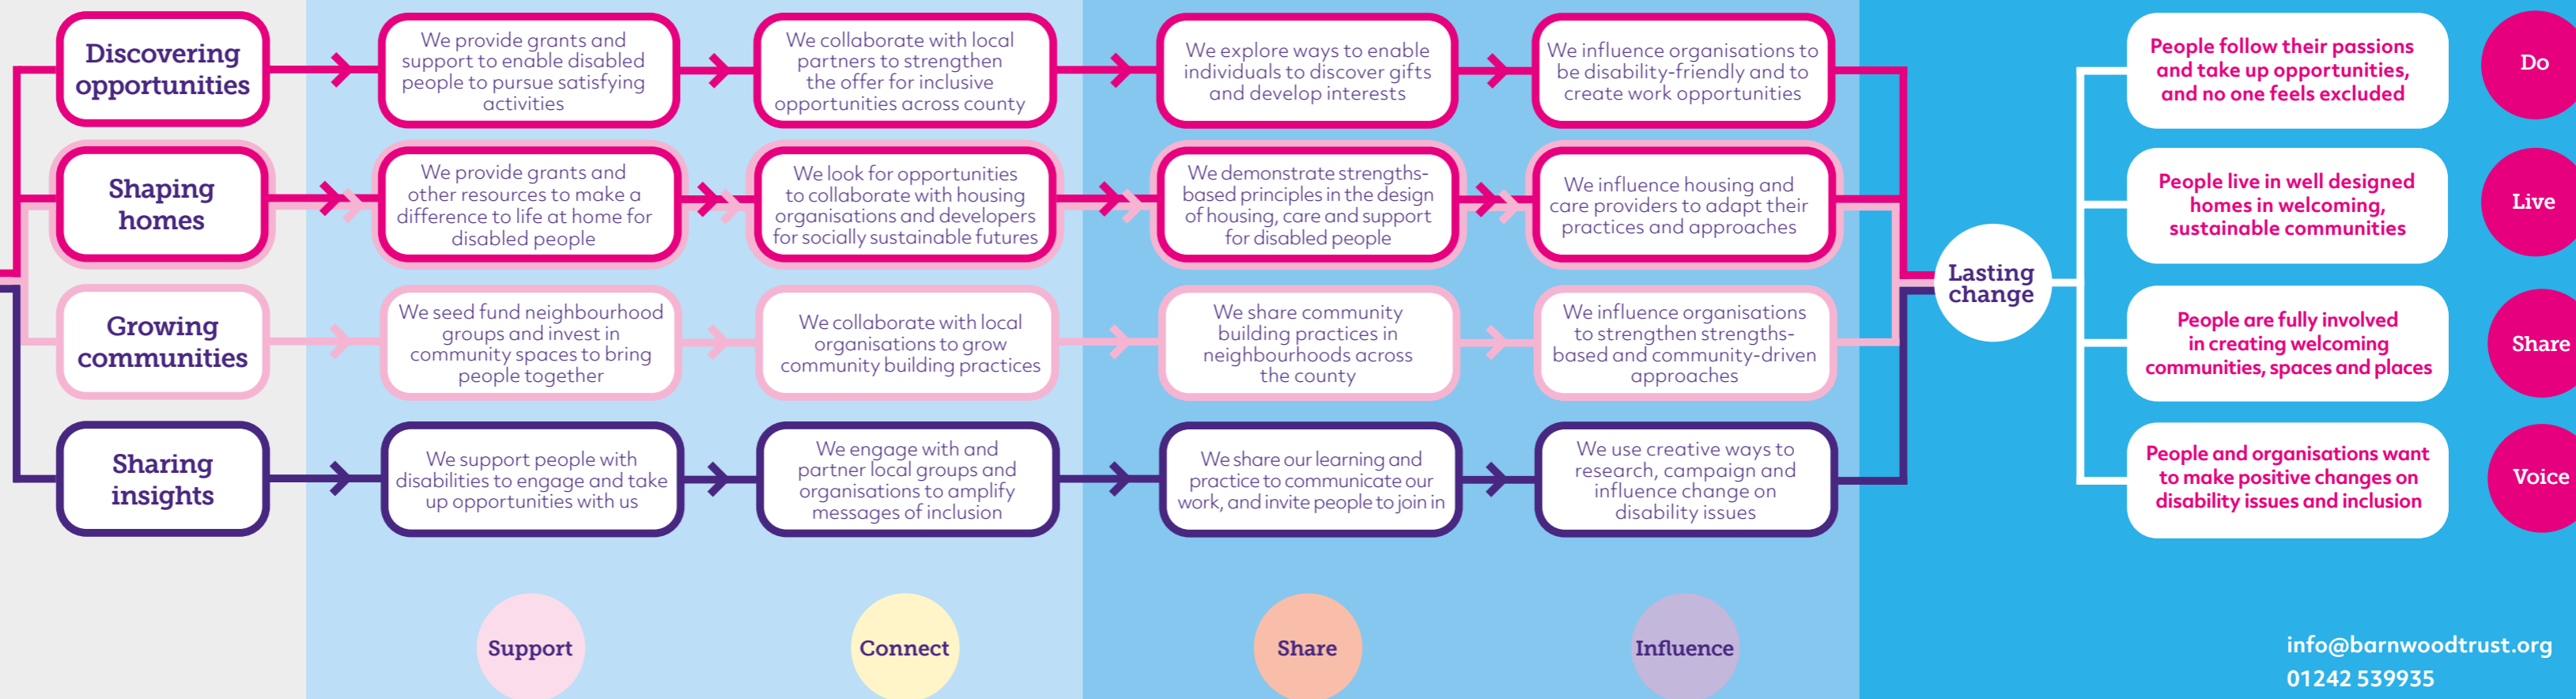 Discovering
opportunities
We provide grants and
support to enable disabled
people to pursue satisfying
activities
We collaborate with local
partners to strengthen
the offer for inclusive
opportunities across county
We explore ways to enable
individuals to discover gifts
and develop interests
We influence organisations to
be disability-friendly and to
create work opportunities
People follow their passions
and take up opportunities,
and no one feels excluded
Do
Shaping
homes
We provide grants and
other resources to make a
difference to life at home for
disabled people
We look for opportunities
to collaborate with housing
organisations and developers
for socially sustainable futures
We demonstrate strengths-
based principles in the design
of housing, care and support
for disabled people
We influence housing and
care providers to adapt their
practices and approaches
People live in well designed
homes in welcoming,
sustainable communities
Live
Lasting
change
Growing
communities
We seed fund neighbourhood
groups and invest in
community spaces to bring
people together
We collaborate with local
organisations to grow
community building practices
We share community
building practices in
neighbourhoods across
the county
We influence organisations
to strengthen strengths-
based and community-driven
approaches
People are fully involved
in creating welcoming
communities, spaces and places
Share
Sharing
insights
We support people with
disabilities to engage and take
up opportunities with us
We engage with and
partner local groups and
organisations to amplify
messages of inclusion
We share our learning and
practice to communicate our
work, and invite people to join in
We use creative ways to
research, campaign and
influence change on
disability issues
People and organisations want
to make positive changes on
disability issues and inclusion
Voice
Support
Connect
Share
Influence
info@barnwoodtrust.org
01242 539935